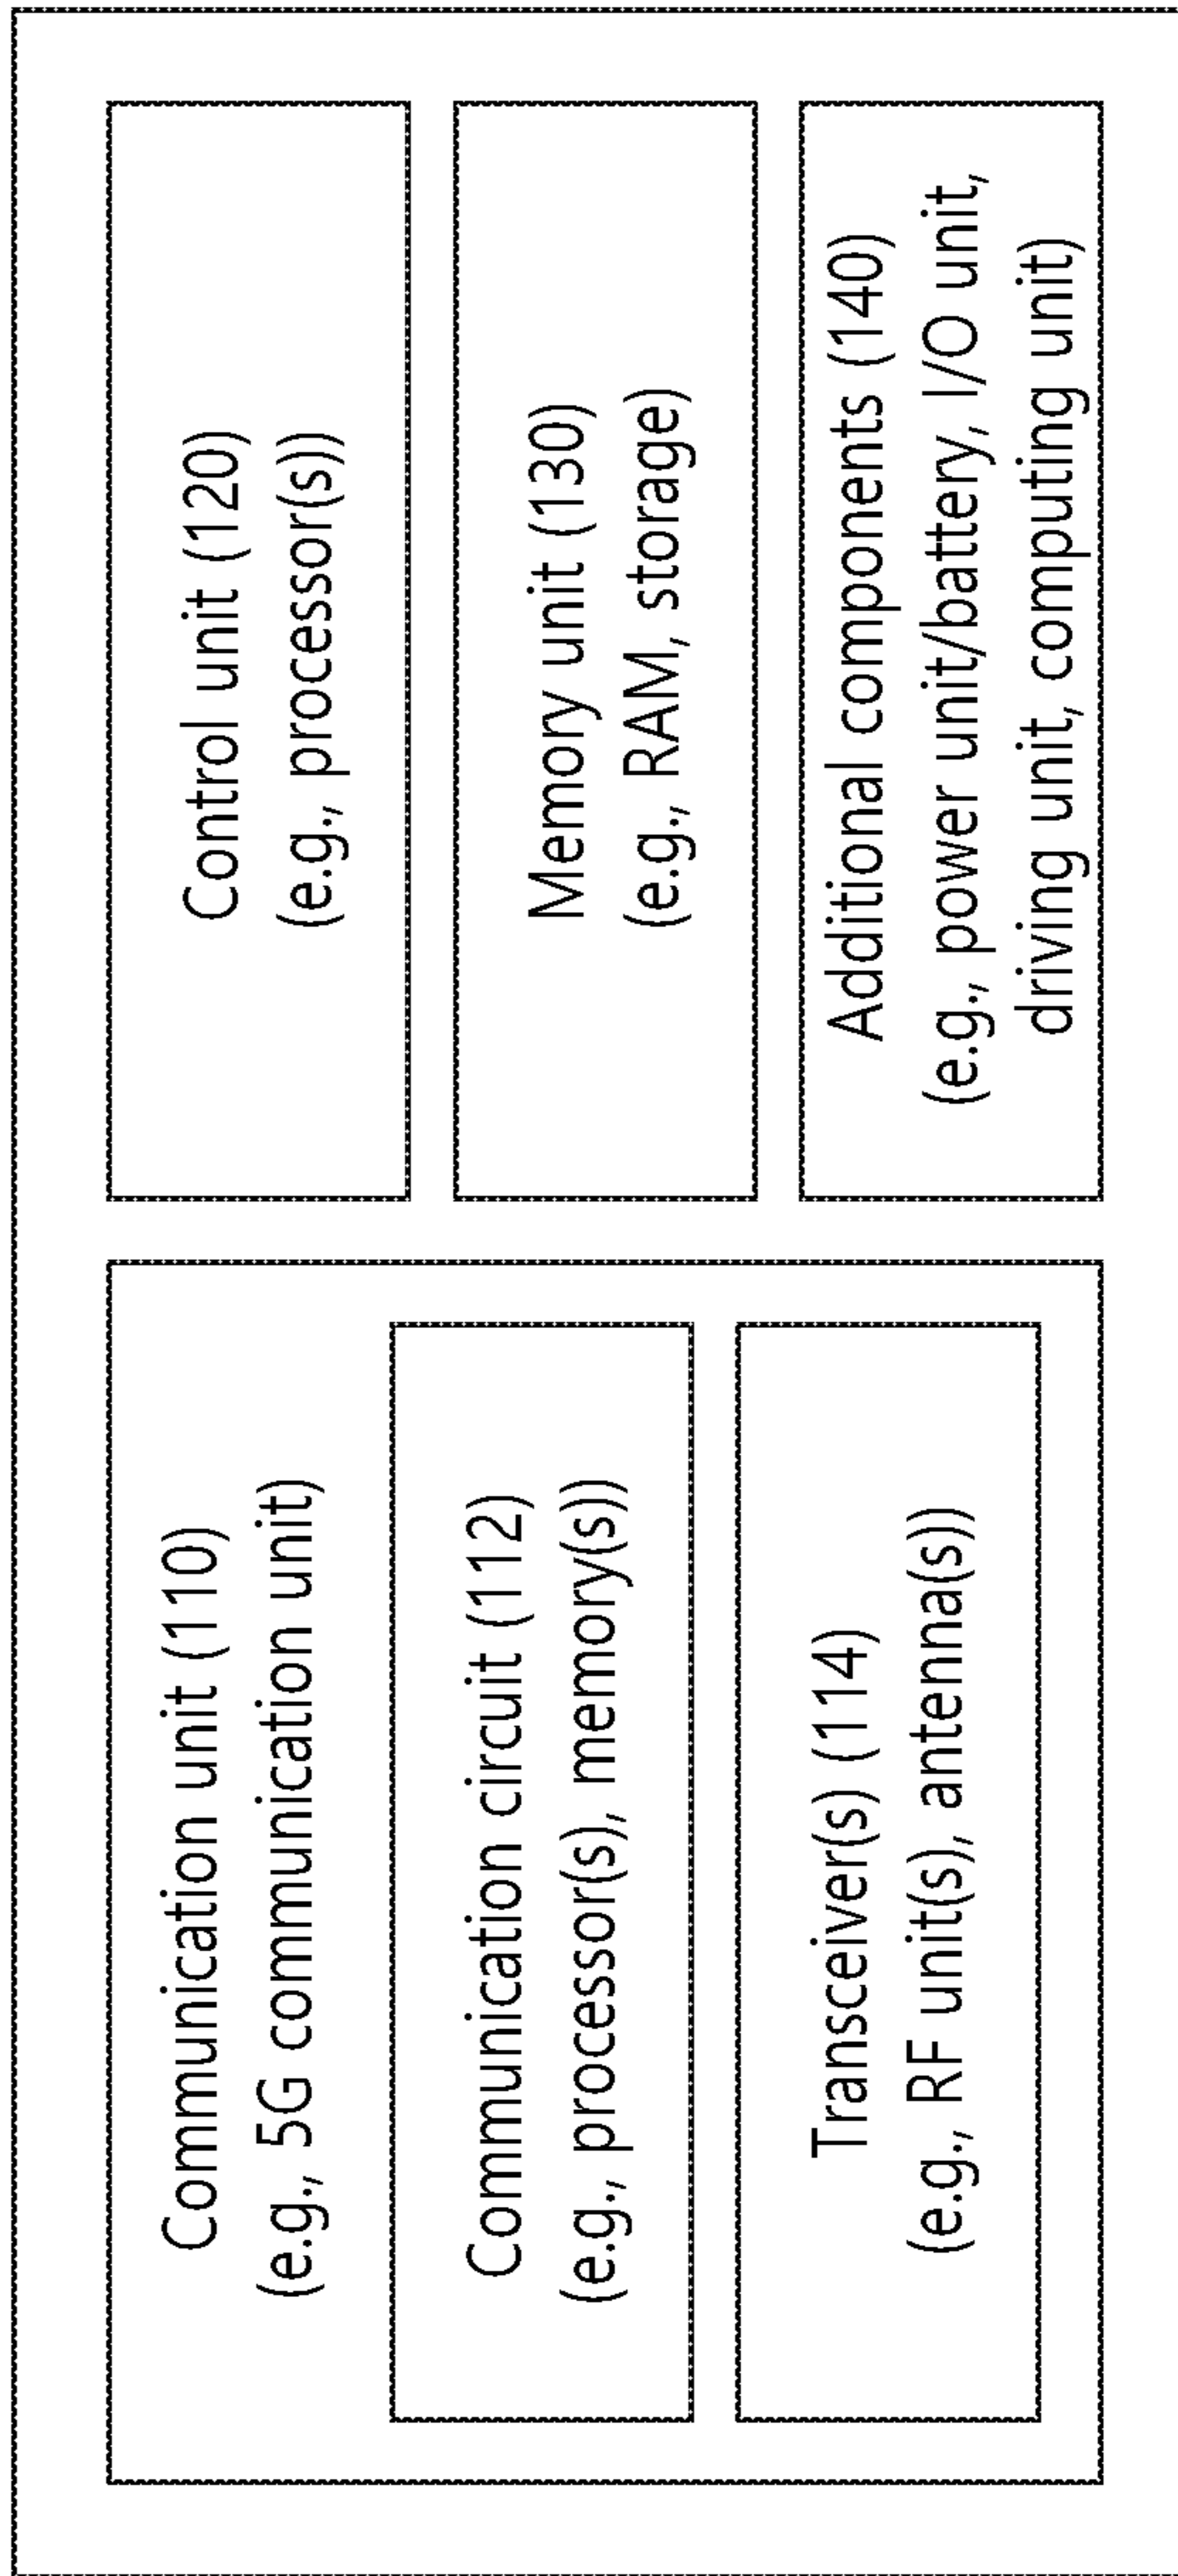 Communication unit (110)
(e.g., 5G communication unit)
Communication circuit (112)
(e.g., processor(s), memory(s))
Transceiver(s) (114)
(e.g., RF unit(s), antenna(s))
Control unit (120)
(e.g., processor(s))
Memory unit (130)
(e.g., RAM, storage)
Additional components (140)
(e.g., power unit/battery, I/O unit,
driving unit, computing unit)